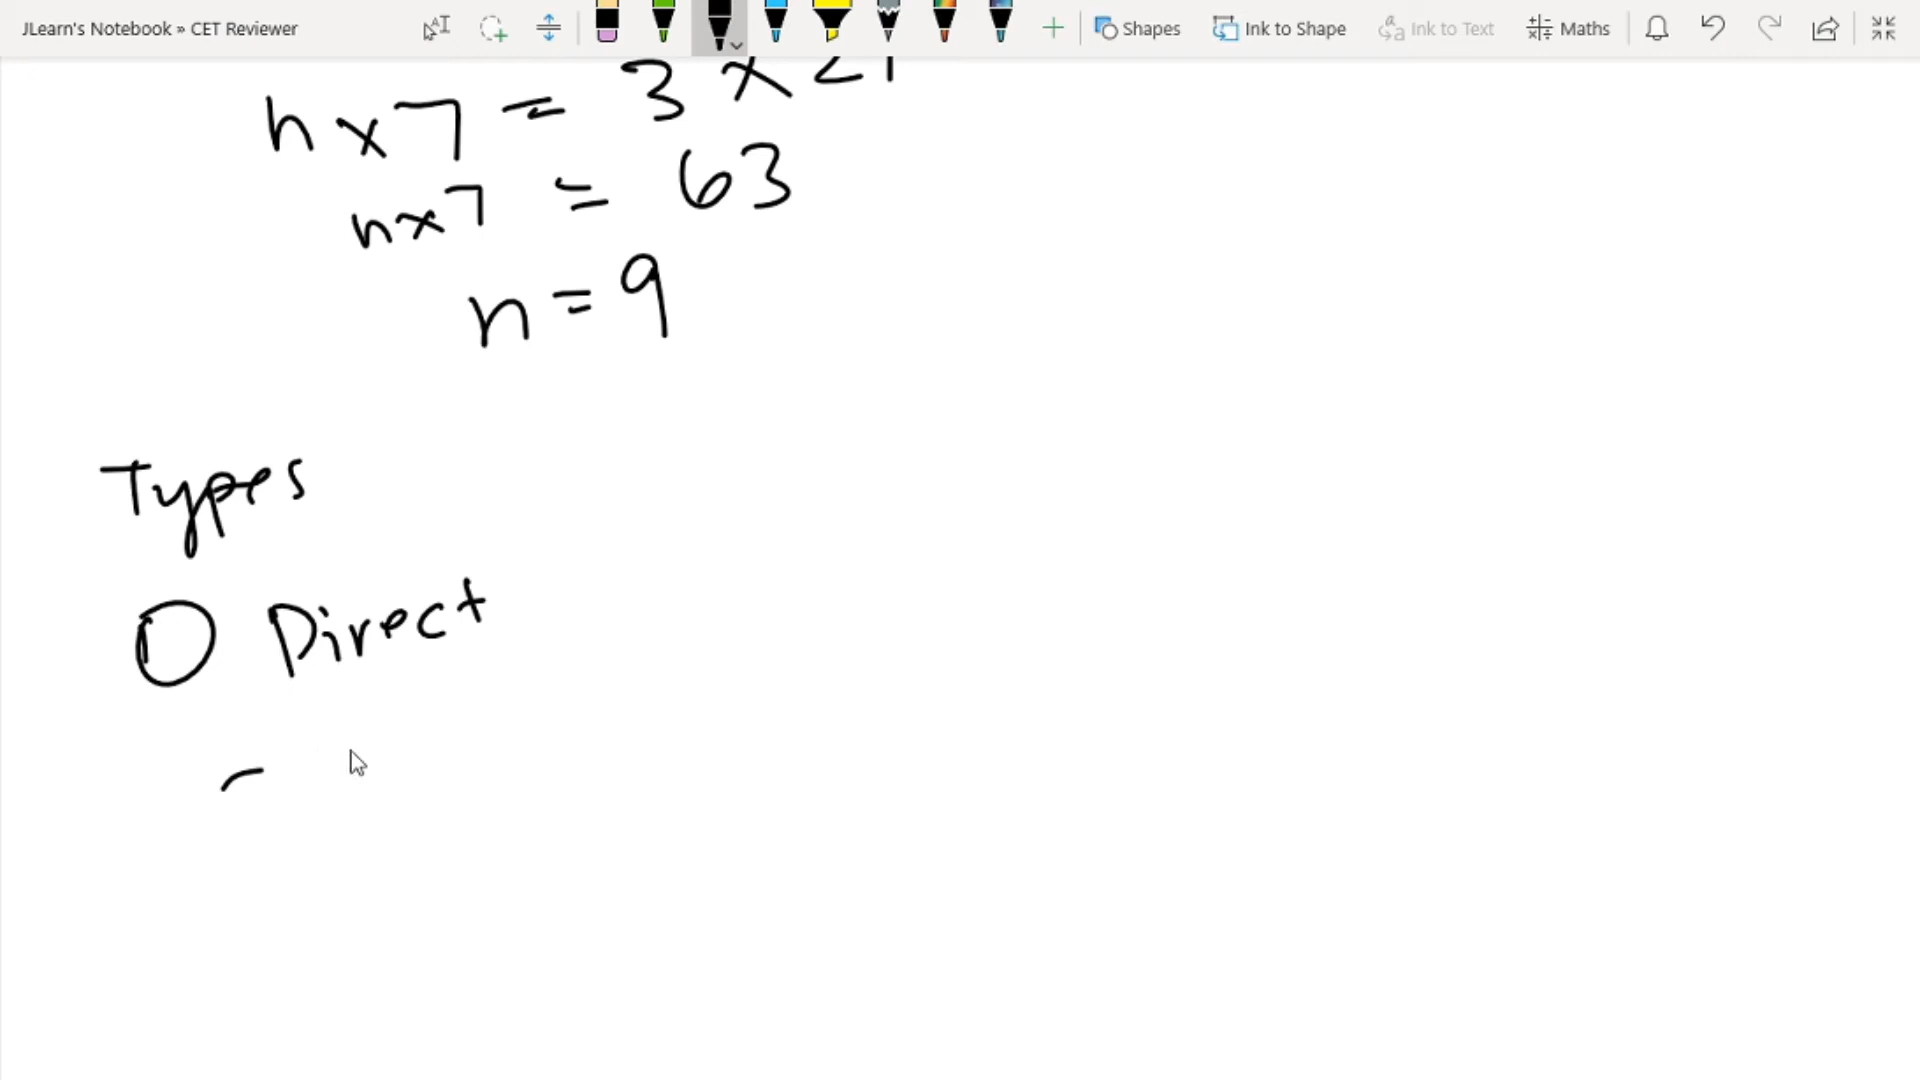 JLearn's Notebook » CET Reviewer Shapes Ink to Shape Ink to Text Maths
n x 7 = 3 x 21
n x 7 = 63
n = 9
Types
O Direct
-